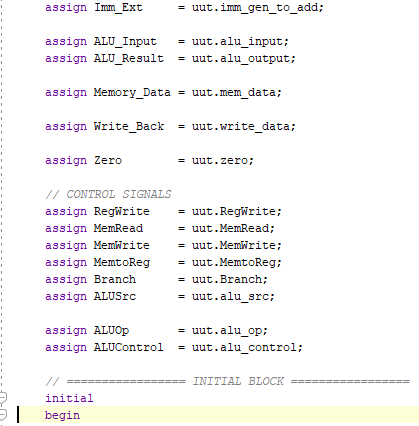 assign Imm_Ext     = uut.imm_gen_to_add;
assign ALU_Input   = uut.alu_input;
assign ALU_Result  = uut.alu_output;
assign Memory_Data = uut.mem_data;
assign Write_Back  = uut.write_data;
assign Zero        = uut.zero;
// CONTROL SIGNALS
assign RegWrite    = uut.RegWrite;
assign MemRead     = uut.MemRead;
assign MemWrite    = uut.MemWrite;
assign MemtoReg    = uut.MemtoReg;
assign Branch      = uut.Branch;
assign ALUSrc      = uut.alu_src;
assign ALUOp       = uut.alu_op;
assign ALUControl  = uut.alu_control;
// ================= INITIAL BLOCK =================
initial
begin